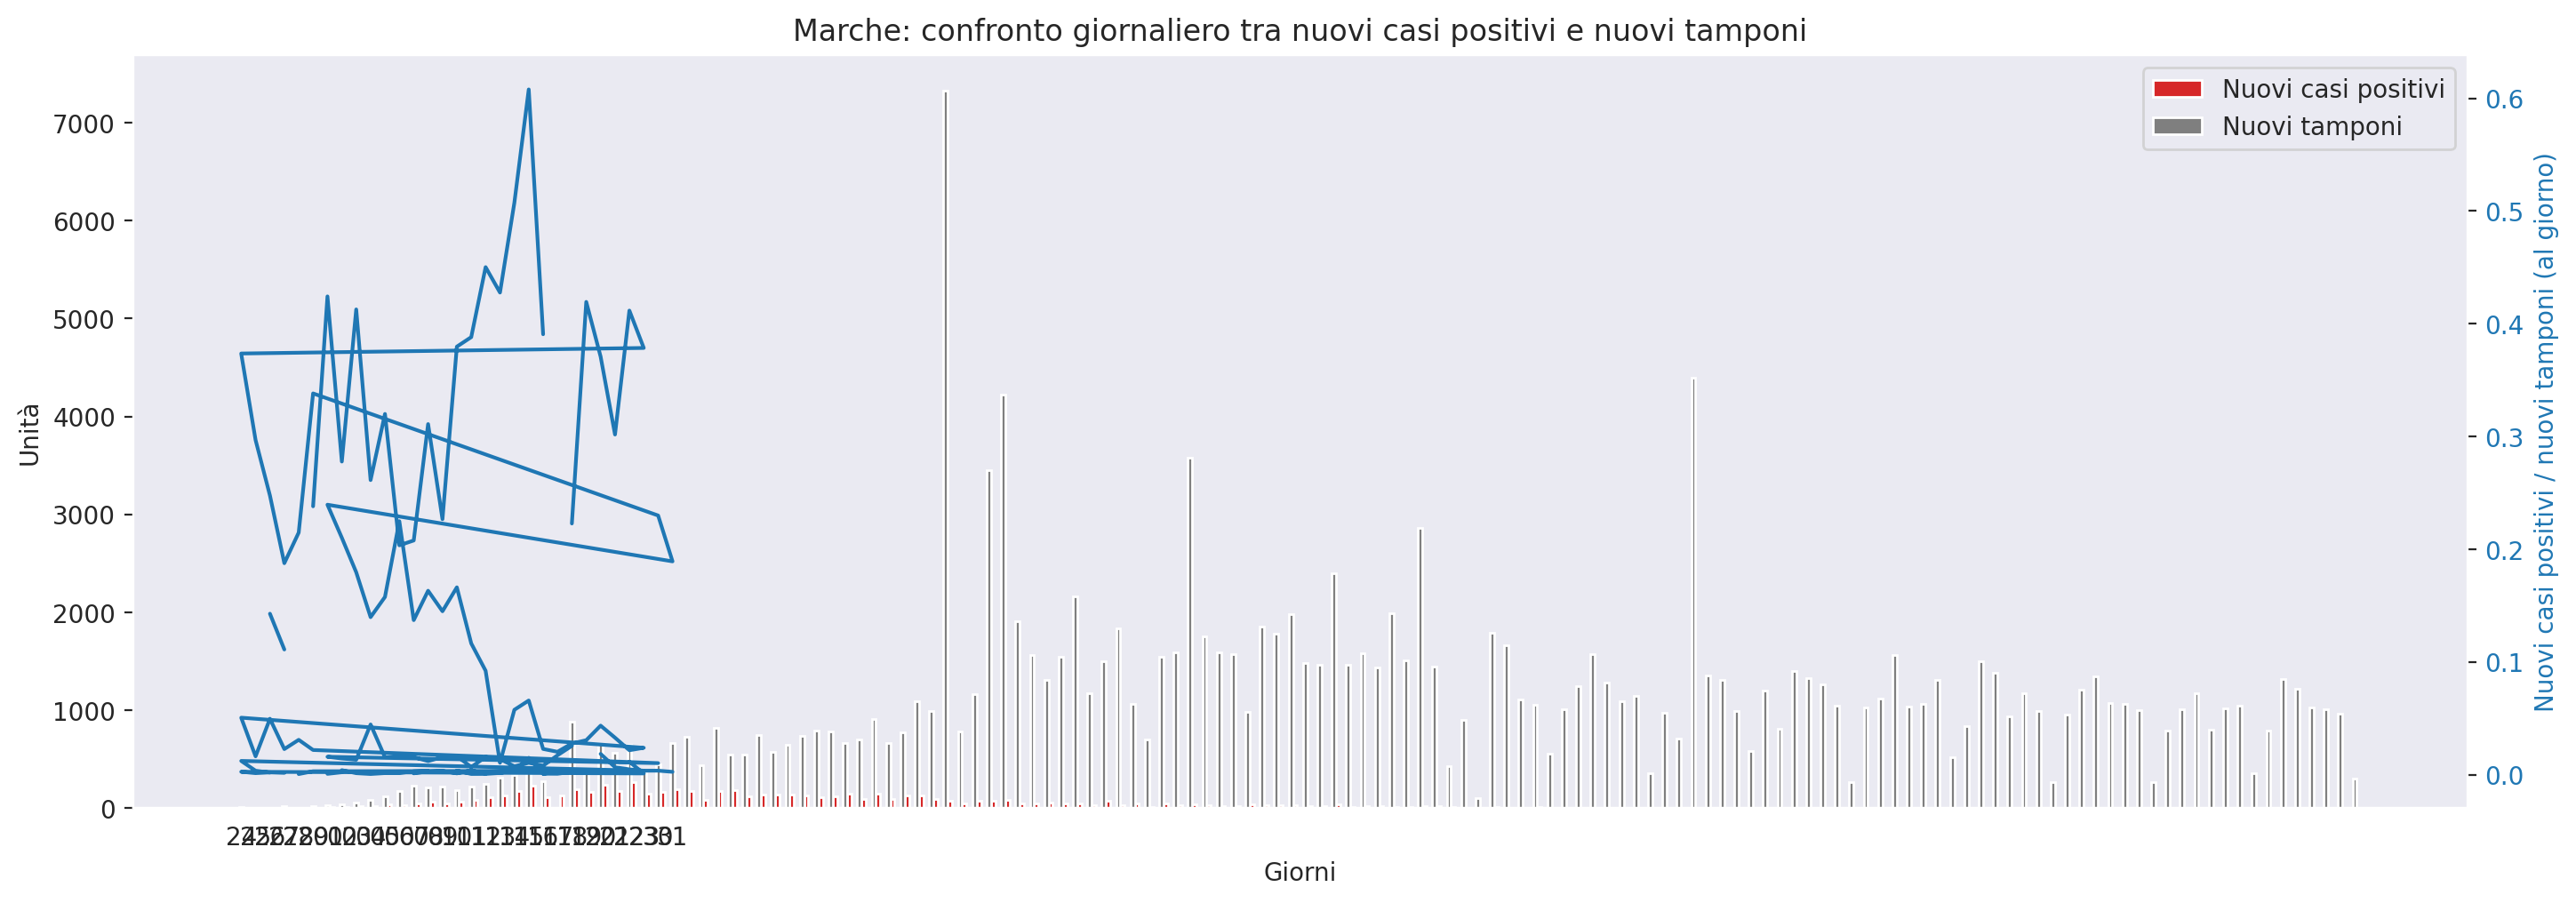 Marche: confronto giornaliero tra nuovi casi positivi e nuovi tamponi
Nuovi casi positivi
Nuovi tamponi
7000
6000
5000
4000
3000
2000
1000
0
Unità
0.6
0.5
0.4
0.3
0.2
0.1
0.0
Nuovi casi positivi / nuovi tamponi (al giorno)
Giorni